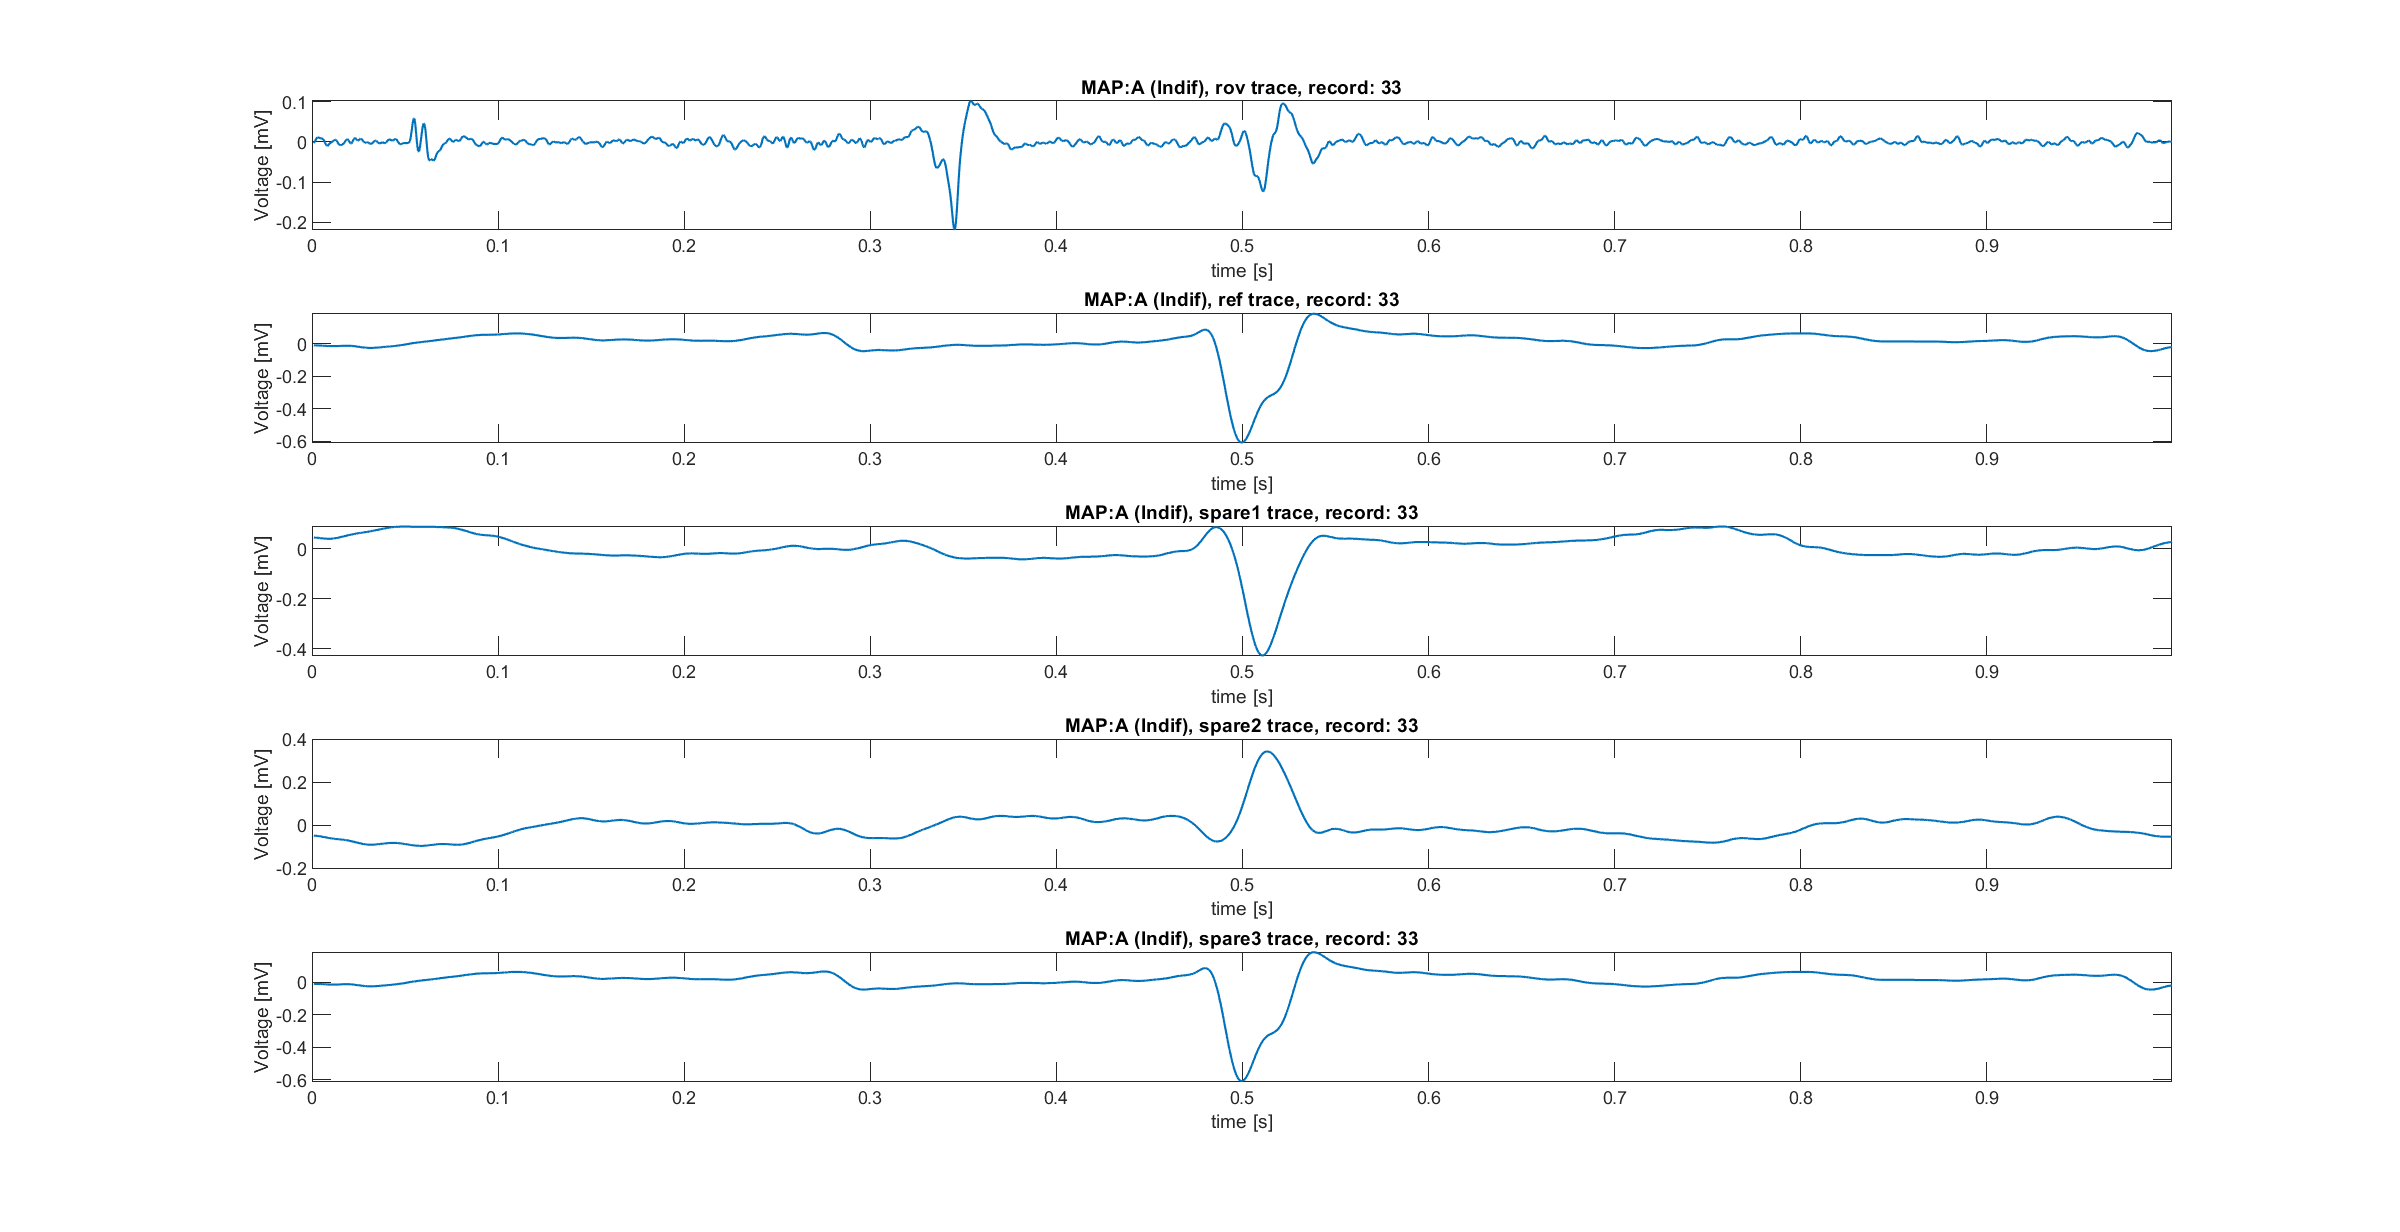 MAP:A (Indif), rov trace, record: 33
Voltage [mV]
0.1
0
-0.1
-0.2
0 0.1 0.2 0.3 0.4 0.5 0.6 0.7 0.8 0.9
time [s]
MAP:A (Indif), ref trace, record: 33
Voltage [mV]
0
-0.2
-0.4
-0.6
0 0.1 0.2 0.3 0.4 0.5 0.6 0.7 0.8 0.9
time [s]
MAP:A (Indif), spare1 trace, record: 33
Voltage [mV]
0
-0.2
-0.4
0 0.1 0.2 0.3 0.4 0.5 0.6 0.7 0.8 0.9
time [s]
MAP:A (Indif), spare2 trace, record: 33
Voltage [mV]
0.4
0.2
0
-0.2
0 0.1 0.2 0.3 0.4 0.5 0.6 0.7 0.8 0.9
time [s]
MAP:A (Indif), spare3 trace, record: 33
Voltage [mV]
0
-0.2
-0.4
-0.6
0 0.1 0.2 0.3 0.4 0.5 0.6 0.7 0.8 0.9
time [s]